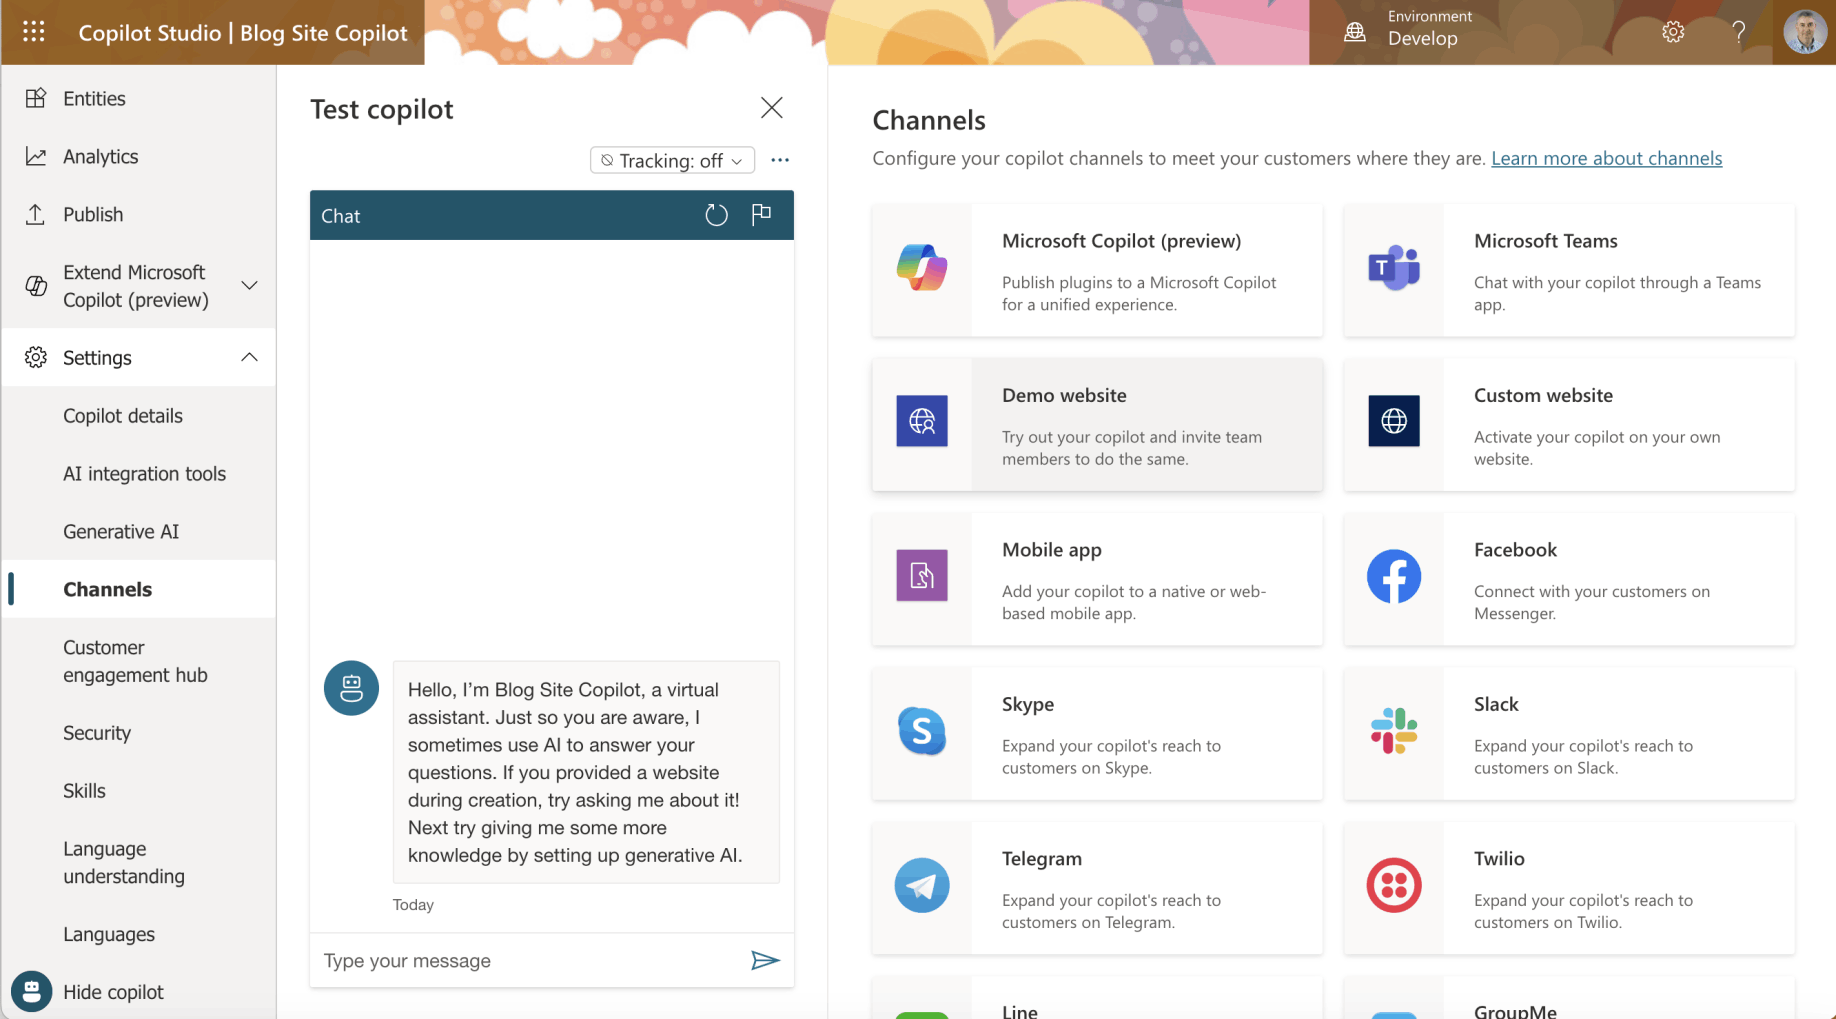 Copilot Studio | Blog Site Copilot
Environment
Develop
?
Entities
Analytics
Publish
Extend Microsoft
Copilot (preview)
Settings
Copilot details
AI integration tools
Generative AI
Channels
Customer
engagement hub
Security
Skills
Language
understanding
Languages
Hide copilot
Test copilot
Tracking: off
Chat
Hello, I’m Blog Site Copilot, a virtual
assistant. Just so you are aware, I
sometimes use AI to answer your
questions. If you provided a website
during creation, try asking me about it!
Next try giving me some more
knowledge by setting up generative AI.
Today
Type your message
Channels
Configure your copilot channels to meet your customers where they are. Learn more about channels
Microsoft Copilot (preview)
Publish plugins to a Microsoft Copilot
for a unified experience.
T
Microsoft Teams
Chat with your copilot through a Teams
app.
Demo website
Try out your copilot and invite team
members to do the same.
Custom website
Activate your copilot on your own
website.
Mobile app
Add your copilot to a native or web-
based mobile app.
Facebook
Connect with your customers on
Messenger.
S
Skype
Expand your copilot's reach to
customers on Skype.
Slack
Expand your copilot's reach to
customers on Slack.
Telegram
Expand your copilot's reach to
customers on Telegram.
Twilio
Expand your copilot's reach to
customers on Twilio.
Line
GroupMe